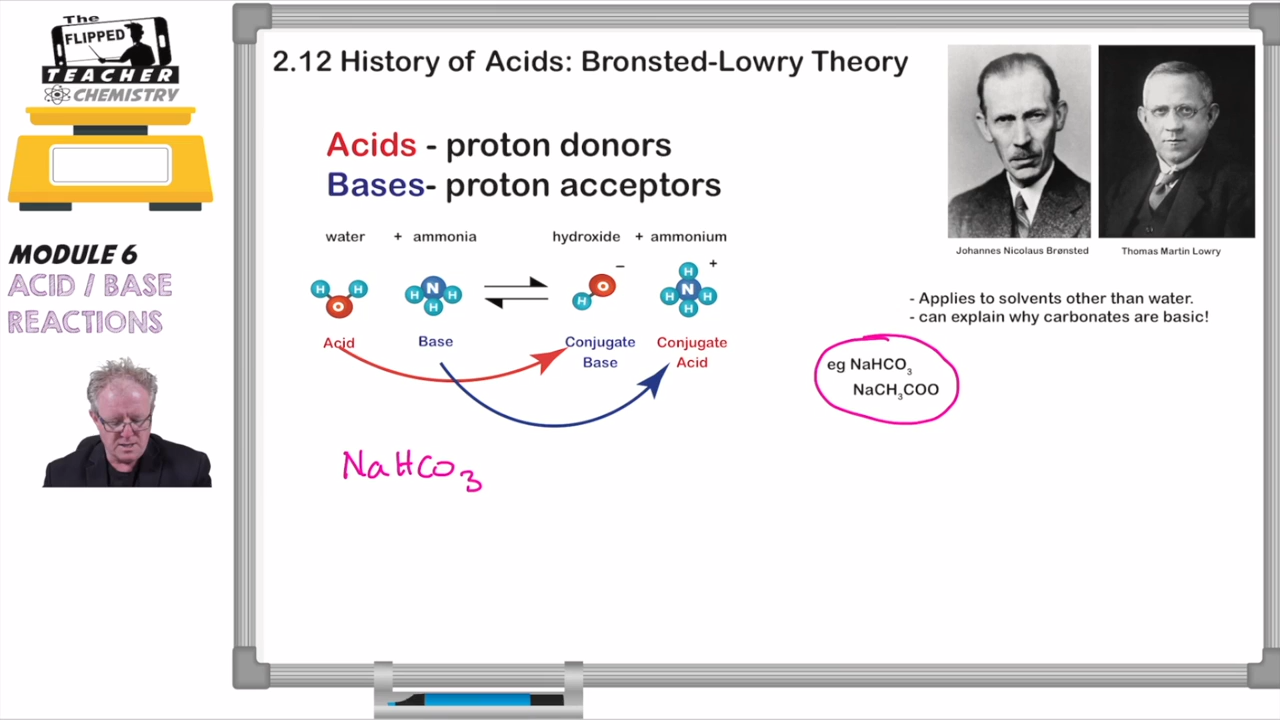 The
FLIPPED
TEACHER
CHEMISTRY
MODULE 6
ACID / BASE
REACTIONS
2.12 History of Acids: Bronsted-Lowry Theory
Acids - proton donors
Bases- proton acceptors
water + ammonia hydroxide + ammonium
H H O
N H H H
H O −
H N H H H +
Acid Base Conjugate Base Conjugate Acid
NaHCO₃
Johannes Nicolaus Brønsted
Thomas Martin Lowry
- Applies to solvents other than water.
- can explain why carbonates are basic!
eg NaHCO₃
NaCH₃COO